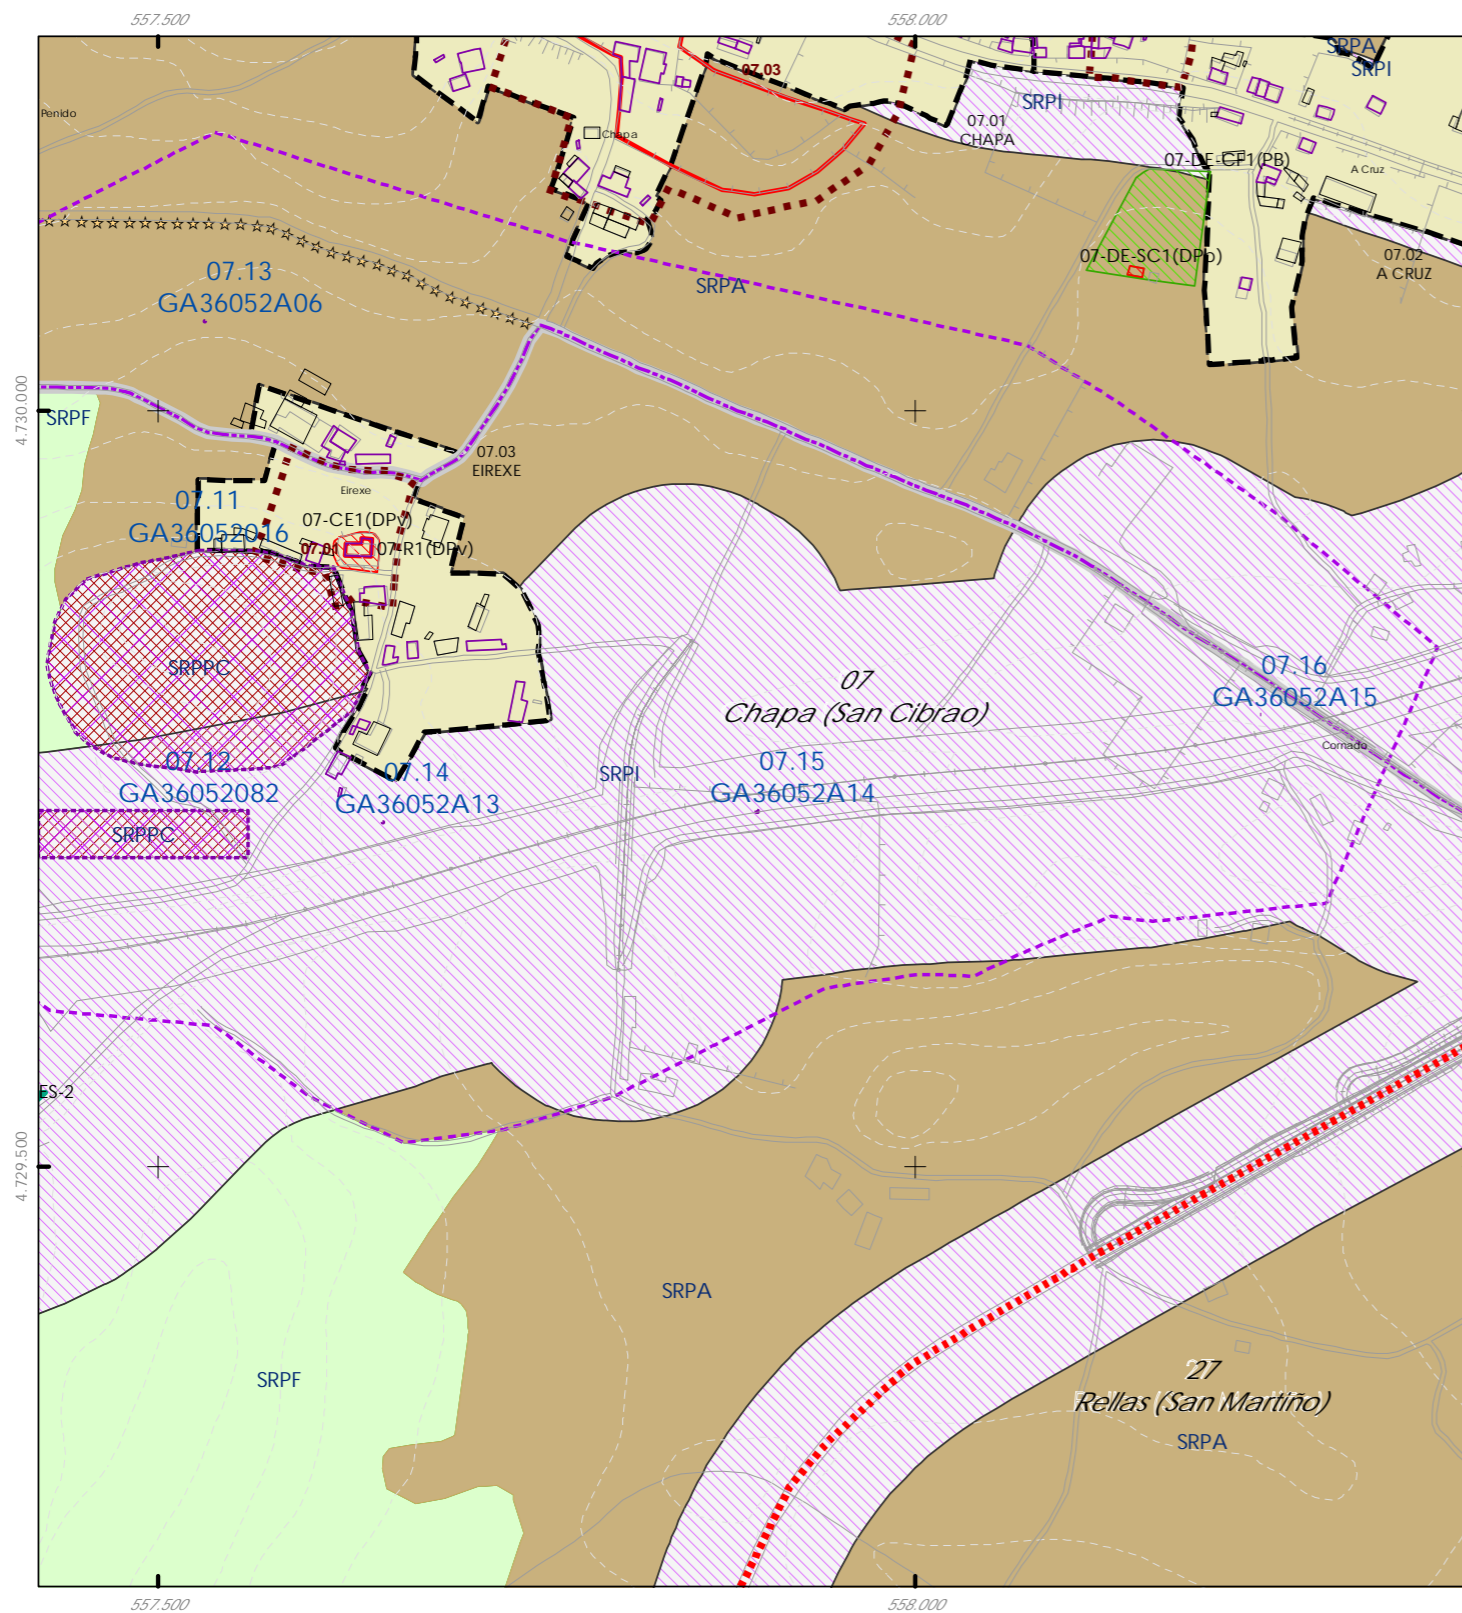 557.500
558.000
SRPA
SRPI
07.03
SRPI
Penido
07.01
CHAPA
Chapa
07-DE-CF1(PB)
A Cruz
07-DE-SC1(DPp)
07.02
A CRUZ
07.13
GA36052A06
SRPA
4.730.000
SRPF
07.03
EIREXE
Eirexe
07.11
GA36052016
07-CE1(DPv)
07.01
07-R1(DPv)
SRPPC
07
Chapa (San Cibrao)
07.16
GA36052A15
Cornado
07.12
GA36052082
07.14
GA36052A13
SRPI
07.15
GA36052A14
SRPPC
ES-2
4.729.500
SRPA
SRPF
27
Rellas (San Martiño)
SRPA
557.500
558.000